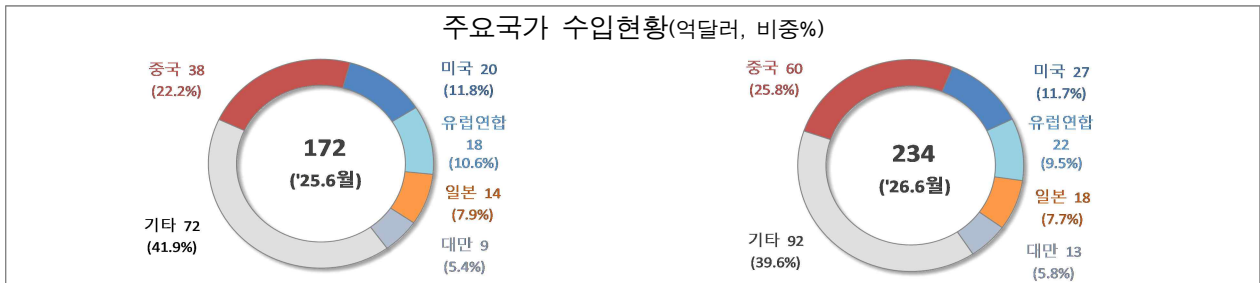 주요국가 수입현황(억달러, 비중%)
중국 38
(22.2%)
미국 20
(11.8%)
유럽연합
18
(10.6%)
일본 14
(7.9%)
대만 9
(5.4%)
기타 72
(41.9%)
172
('25.6월)
중국 60
(25.8%)
미국 27
(11.7%)
유럽연합
22
(9.5%)
일본 18
(7.7%)
대만 13
(5.8%)
기타 92
(39.6%)
234
('26.6월)